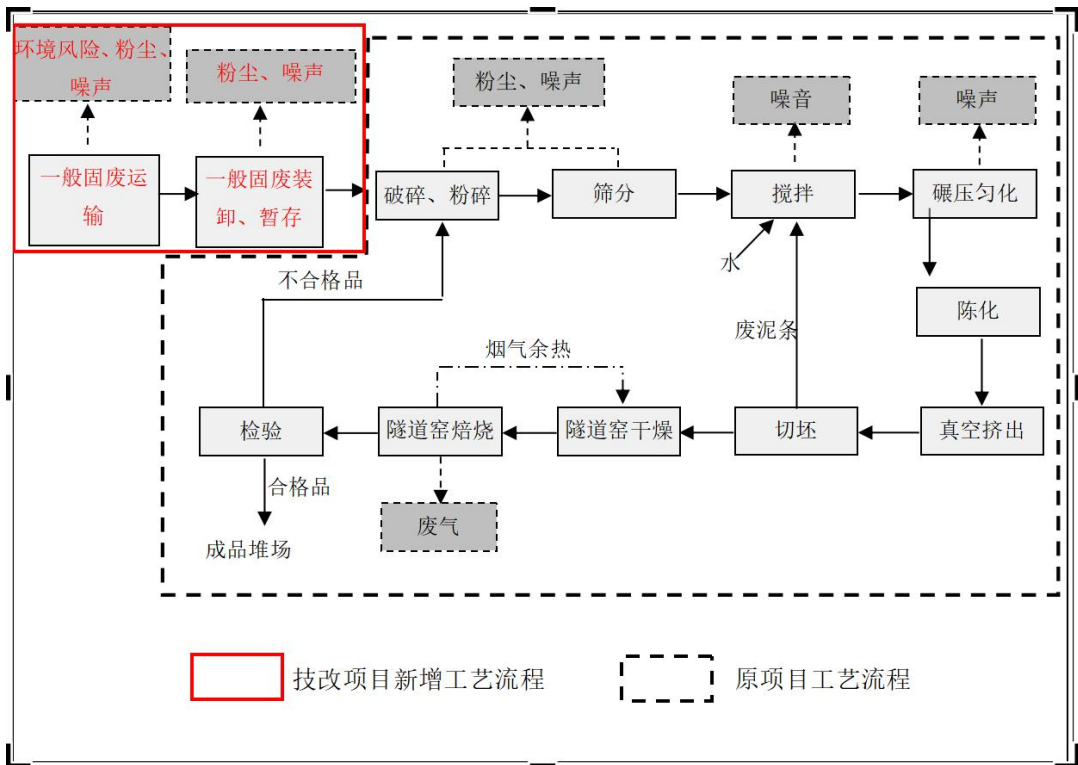 环境风险、粉尘、
噪声
粉尘、噪声
粉尘、噪声
噪音
噪声
一般固废运
输
一般固废装
卸、暂存
破碎、粉碎
筛分
搅拌
碾压匀化
水
不合格品
陈化
废泥条
烟气余热
检验
隧道窑焙烧
隧道窑干燥
切坯
真空挤出
合格品
废气
成品堆场
技改项目新增工艺流程
原项目工艺流程